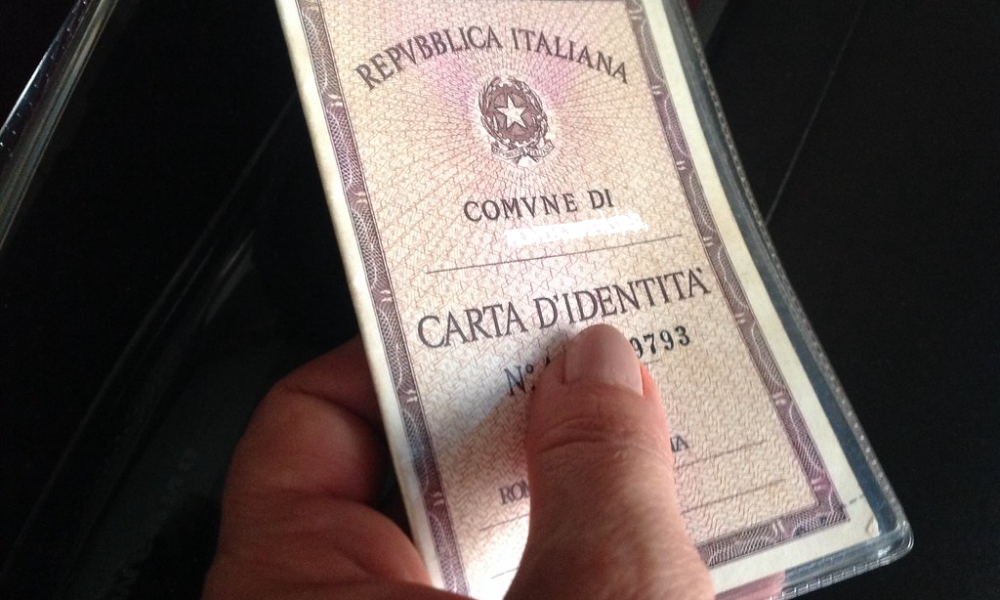 REPVBBLICA ITALIANA
COMVNE DI
CARTA D'IDENTITA'
N° 9793